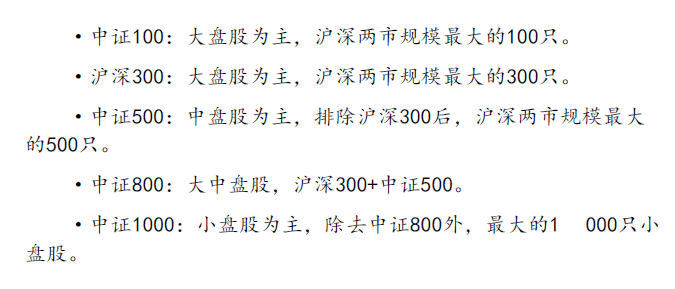 ·中证100：大盘股为主，沪深两市规模最大的100只。
·沪深300：大盘股为主，沪深两市规模最大的300只。
·中证500：中盘股为主，排除沪深300后，沪深两市规模最大
的500只。
·中证800：大中盘股，沪深300+中证500。
·中证1000：小盘股为主，除去中证800外，最大的1 000只小
盘股。